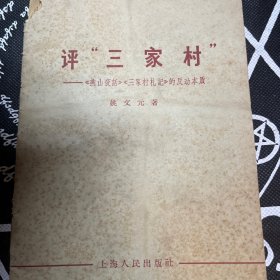 评“三家村”
——《燕山夜话》《三家村札记》的反动本质
姚文元 著
上海人民出版社